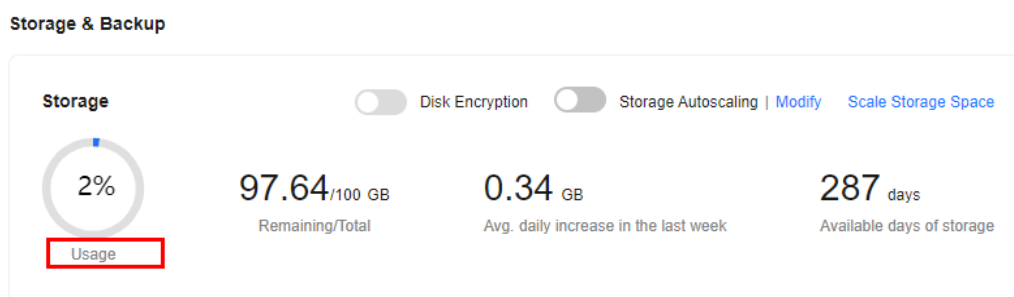 Storage & Backup
Storage
Disk Encryption
Storage Autoscaling | Modify
Scale Storage Space
2%
97.64/100 GB
0.34 GB
287 days
Remaining/Total
Avg. daily increase in the last week
Available days of storage
Usage